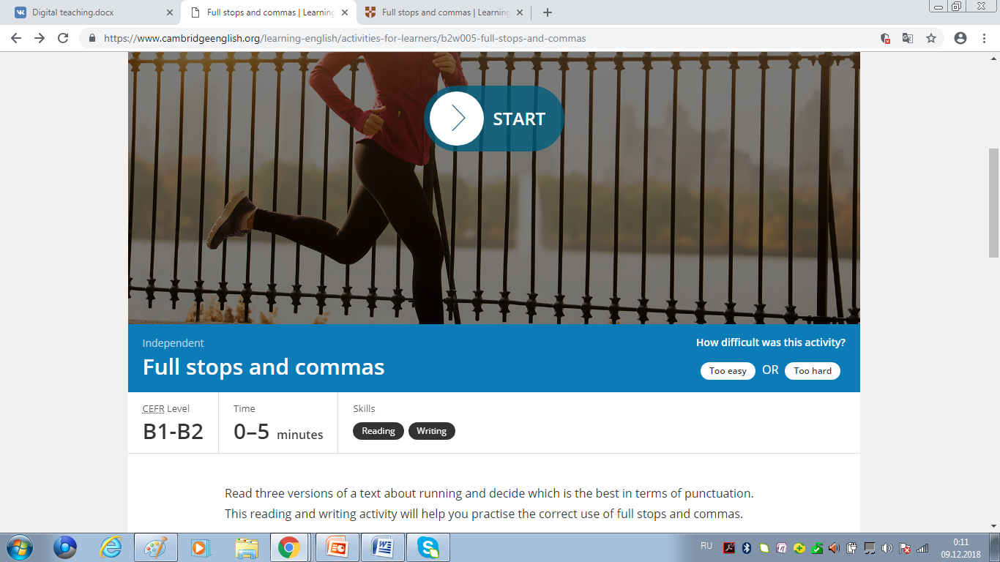 Digital teaching.docx
Full stops and commas | Learning
Full stops and commas | Learning
https://www.cambridgeenglish.org/learning-english/activities-for-learners/b2w005-full-stops-and-commas
START
Independent
Full stops and commas
How difficult was this activity?
Too easy OR Too hard
CEFR Level
B1-B2
Time
0–5 minutes
Skills
Reading Writing
Read three versions of a text about running and decide which is the best in terms of punctuation.
This reading and writing activity will help you practise the correct use of full stops and commas.
RU
0:11
09.12.2018